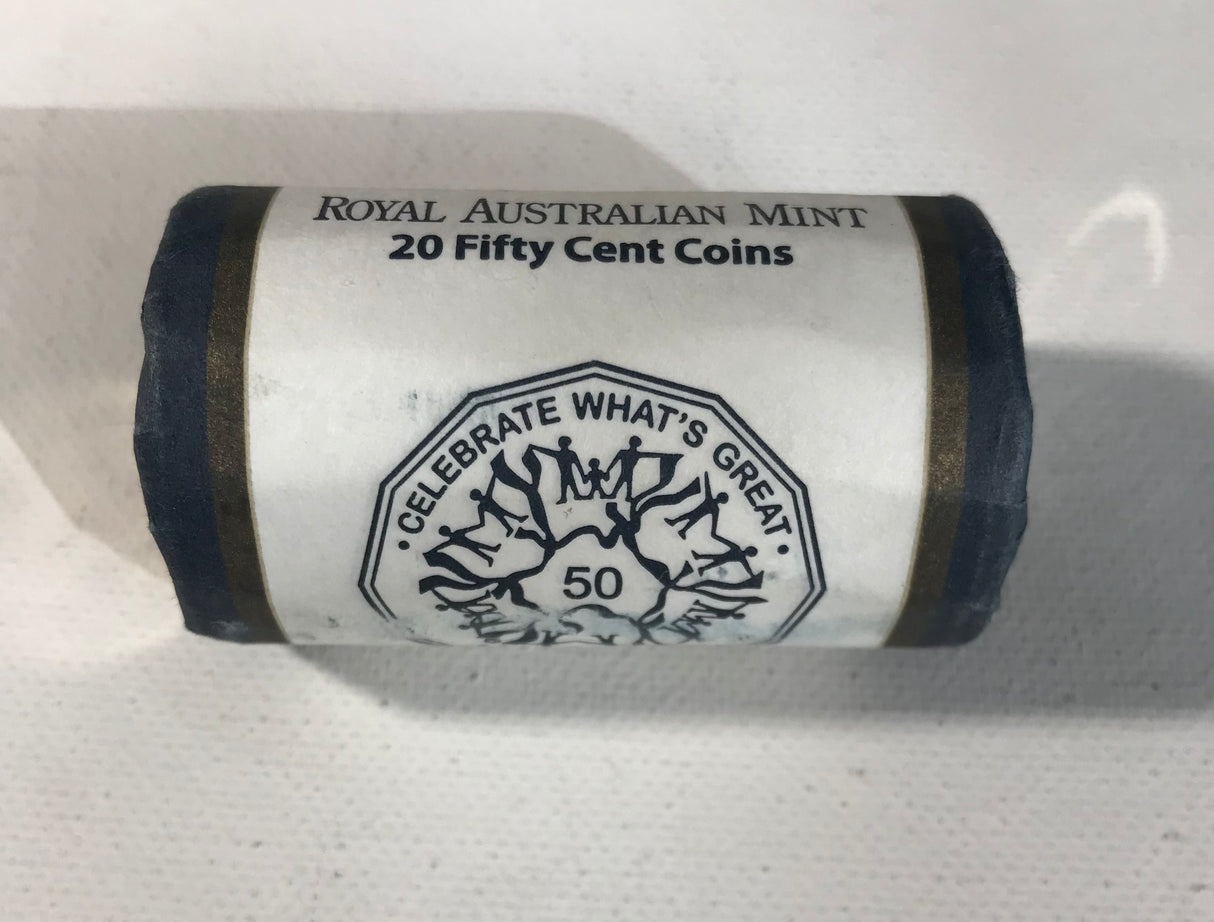 ROYAL AUSTRALIAN MINT
20 Fifty Cent Coins
• CELEBRATE WHAT'S GREAT •
50